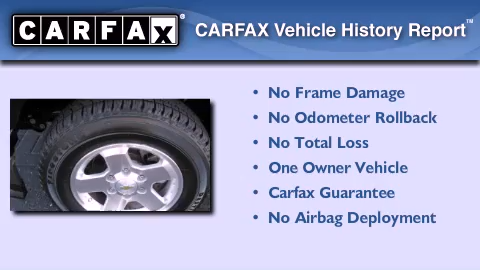 CARFAX® CARFAX Vehicle History Report™
• No Frame Damage
• No Odometer Rollback
• No Total Loss
• One Owner Vehicle
• Carfax Guarantee
• No Airbag Deployment